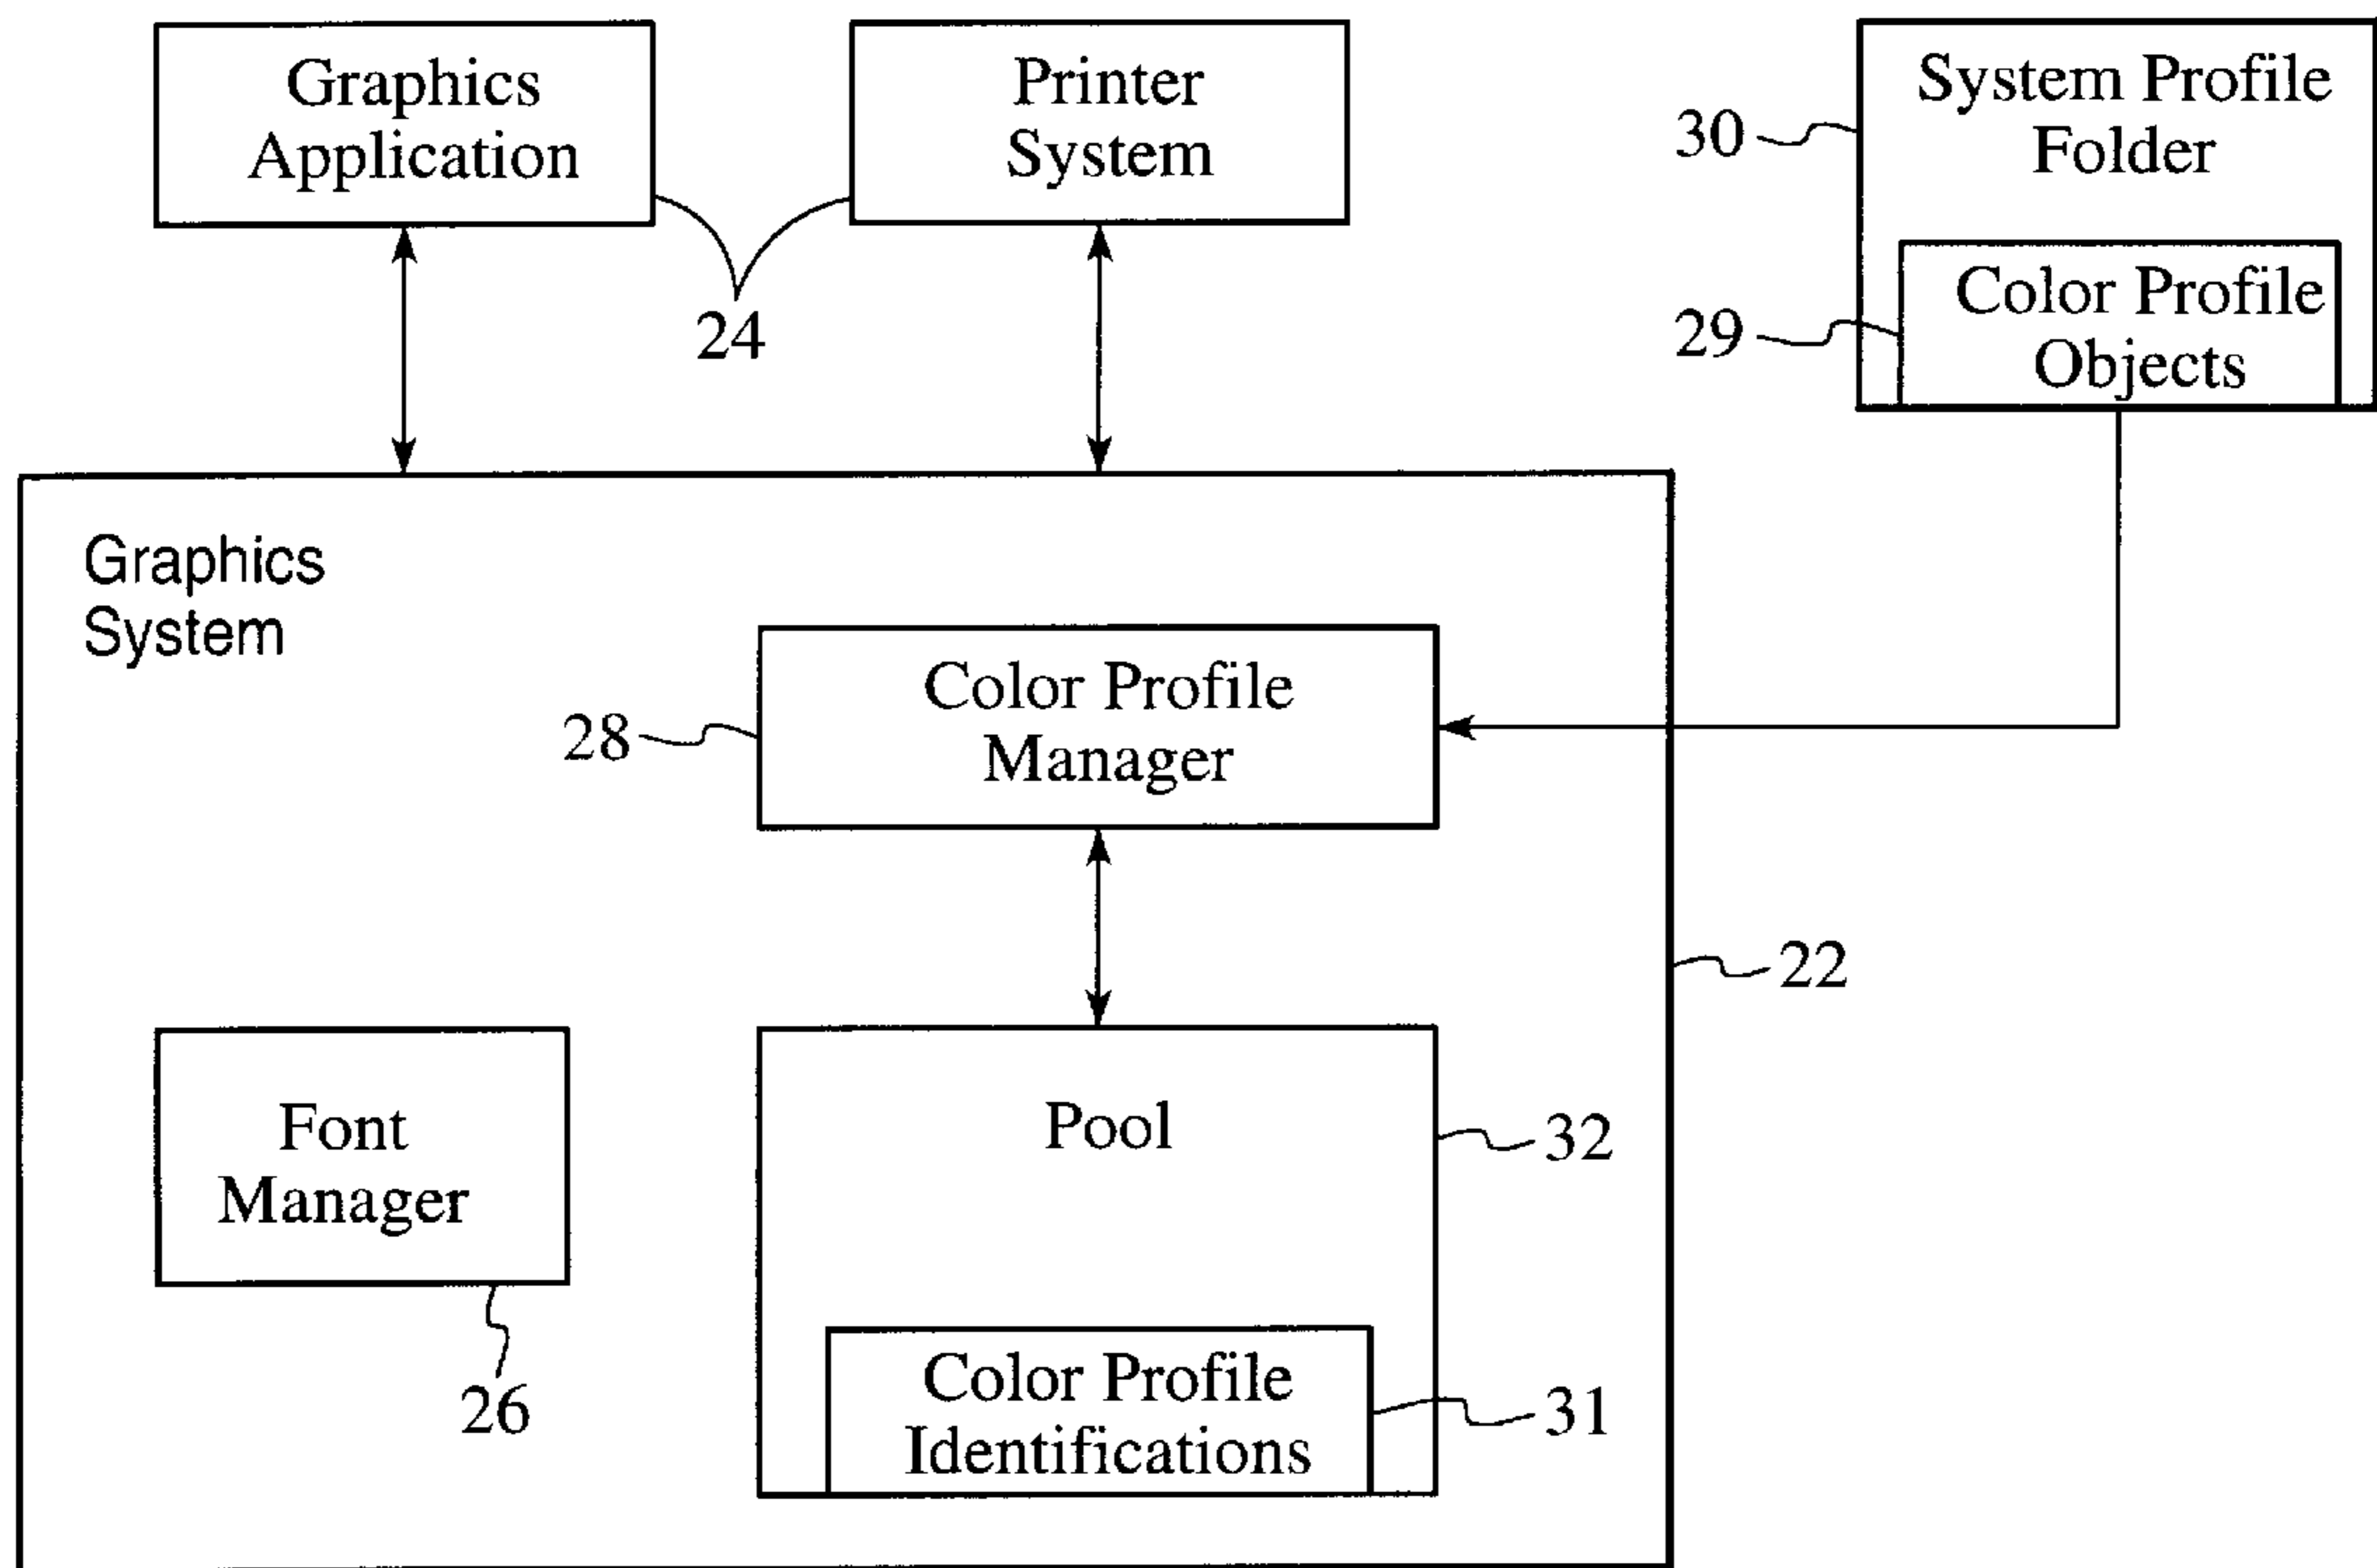 Graphics
Application
Printer
System
System Profile
Folder
30
Color Profile
Objects
29
24
Graphics
System
Color Profile
Manager
28
22
Font
Manager
26
Pool
32
Color Profile
Identifications
31